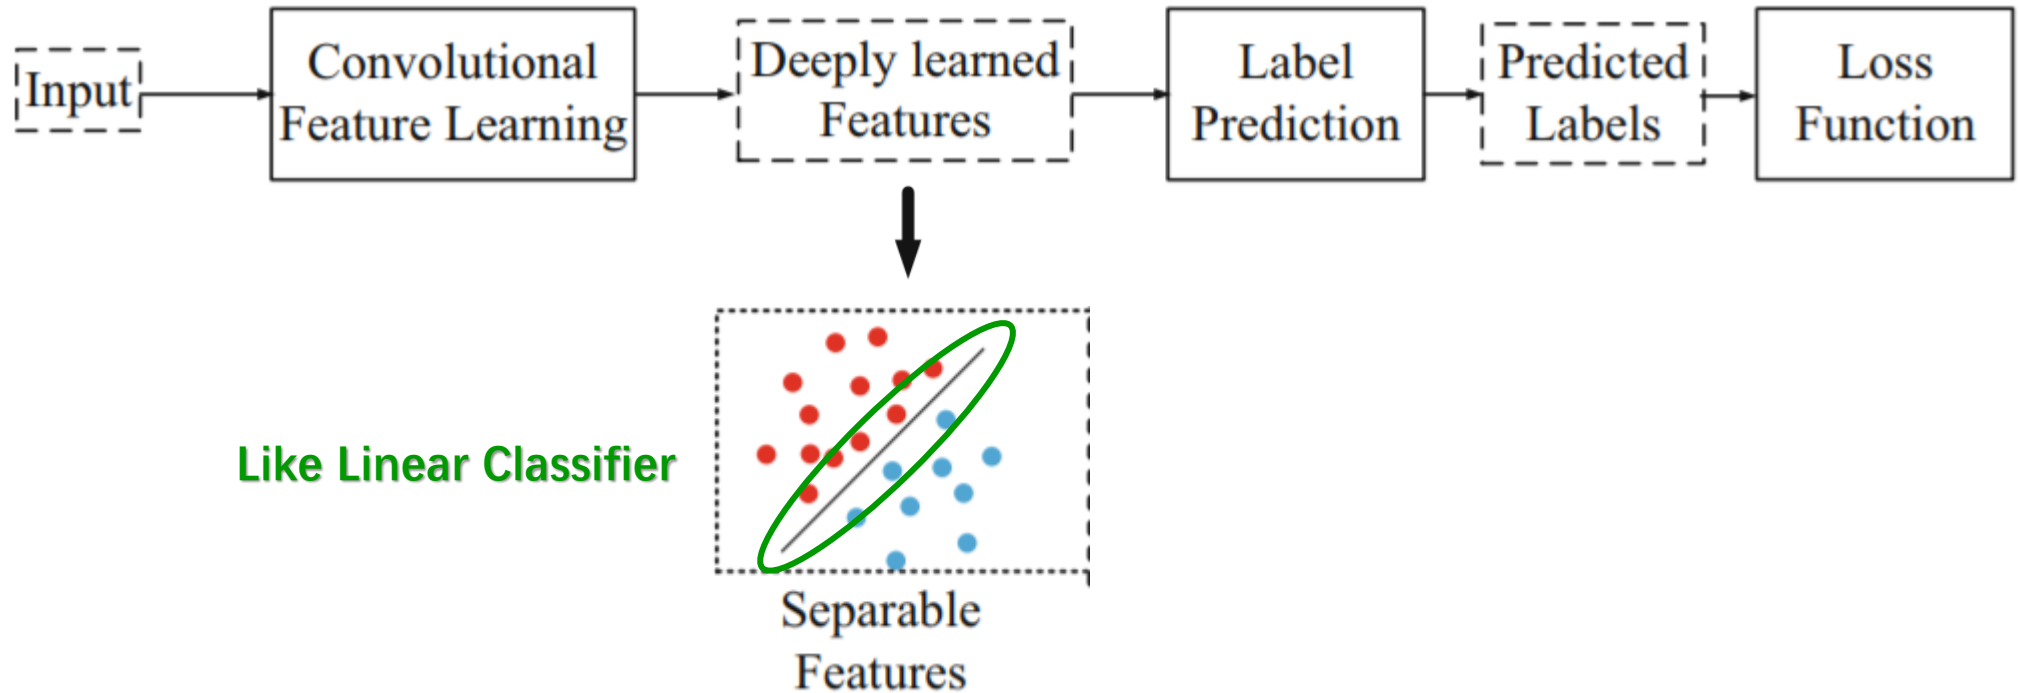 Input
Convolutional
Feature Learning
Deeply learned
Features
Label
Prediction
Predicted
Labels
Loss
Function
Like Linear Classifier
Separable
Features